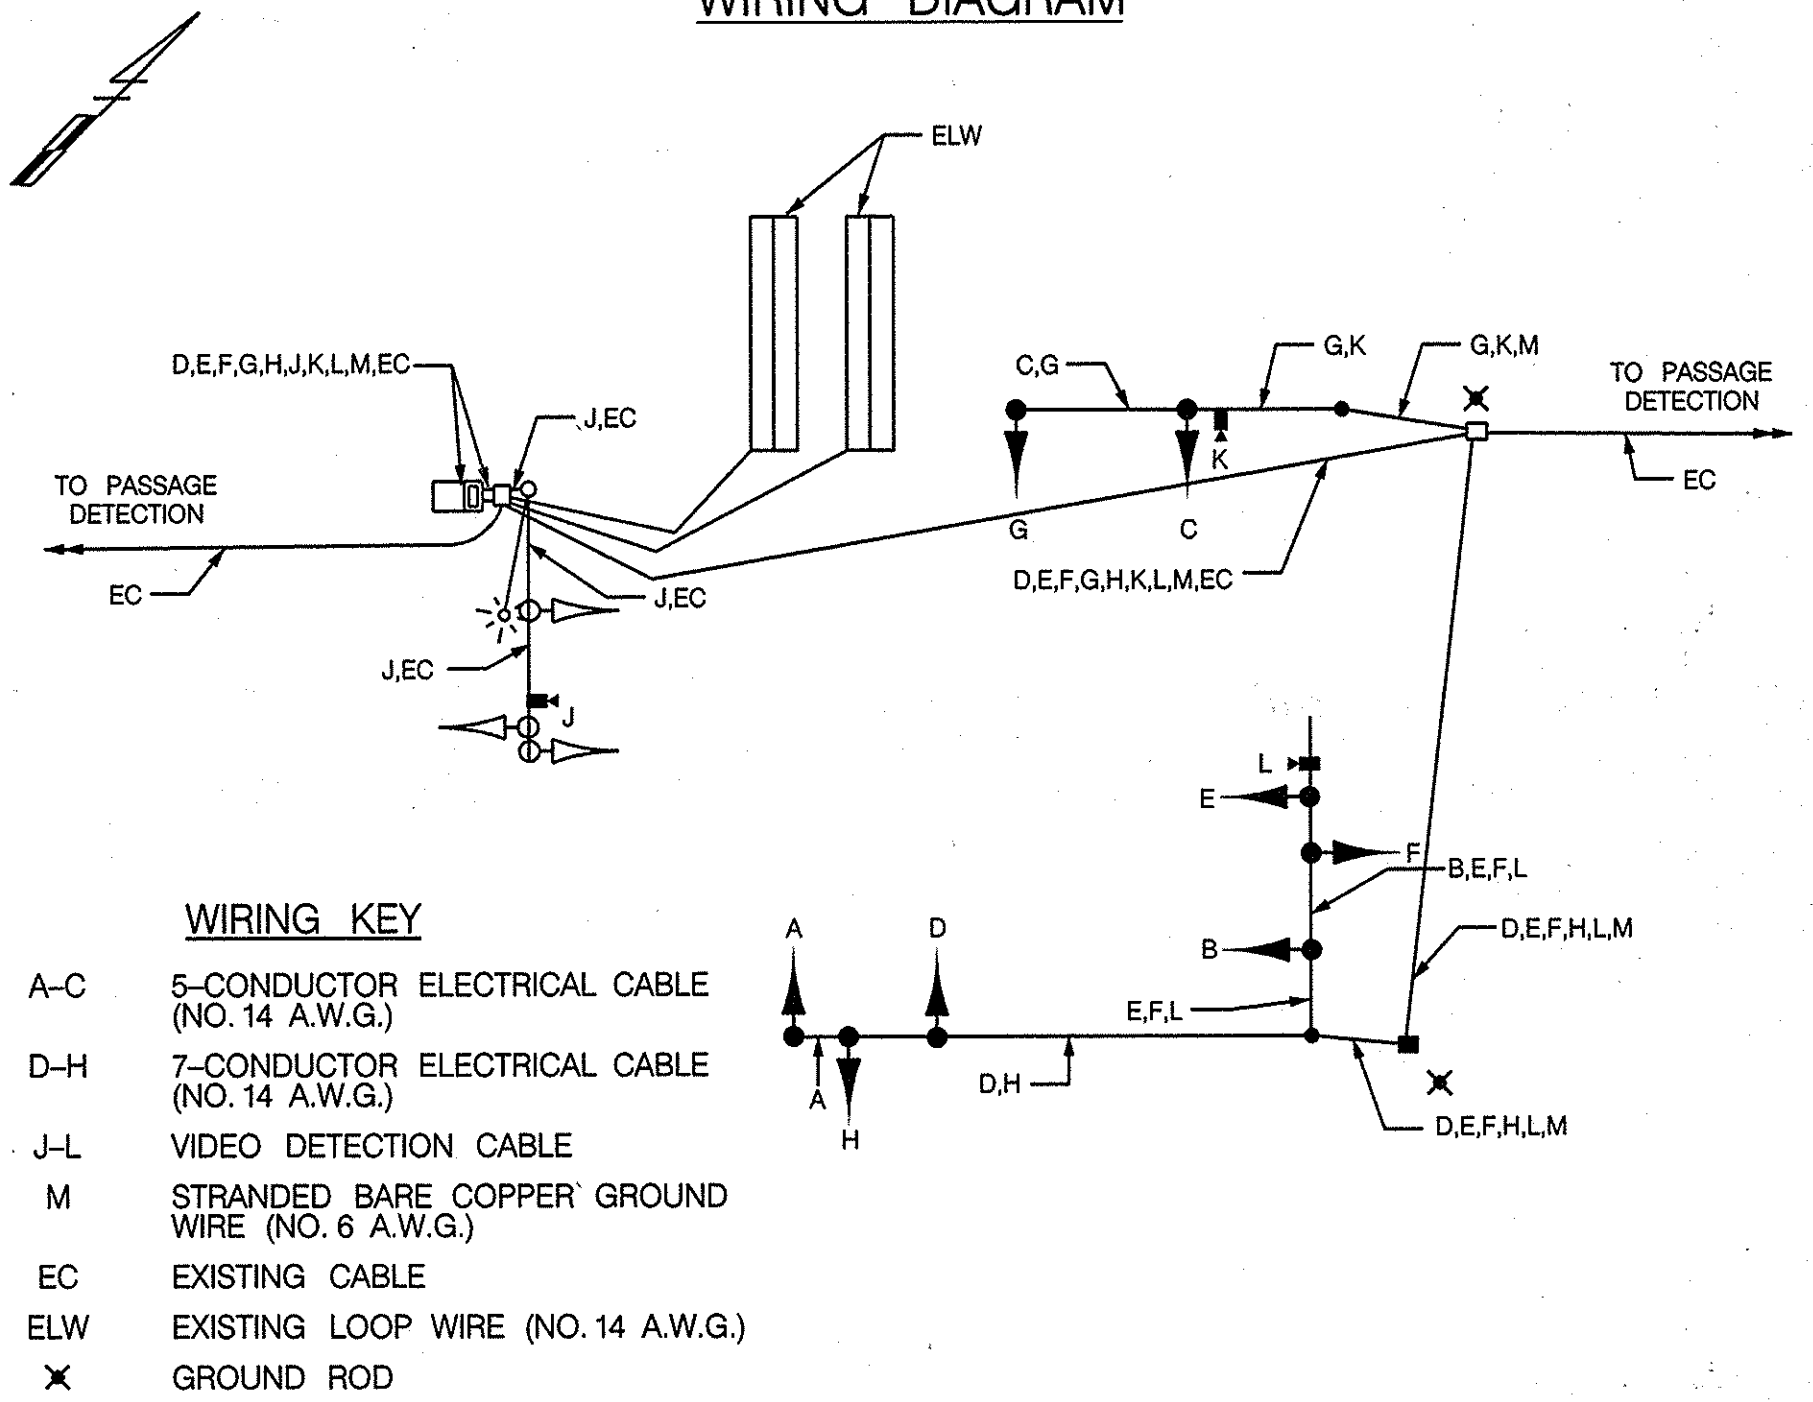 WIRING DIAGRAM
ELW
D,E,F,G,H,J,K,L,M,EC
J,EC
C,G
G,K
G,K,M
TO PASSAGE
DETECTION
K
EC
TO PASSAGE
DETECTION
G
C
D,E,F,G,H,K,L,M,EC
EC
J,EC
J,EC
J
L
E
F
B,E,F,L
B
D,E,F,H,L,M
E,F,L
A
D
A
H
D,H
D,E,F,H,L,M
WIRING KEY
A-C 5-CONDUCTOR ELECTRICAL CABLE
(NO. 14 A.W.G.)
D-H 7-CONDUCTOR ELECTRICAL CABLE
(NO. 14 A.W.G.)
J-L VIDEO DETECTION CABLE
M STRANDED BARE COPPER GROUND
WIRE (NO. 6 A.W.G.)
EC EXISTING CABLE
ELW EXISTING LOOP WIRE (NO. 14 A.W.G.)
GROUND ROD